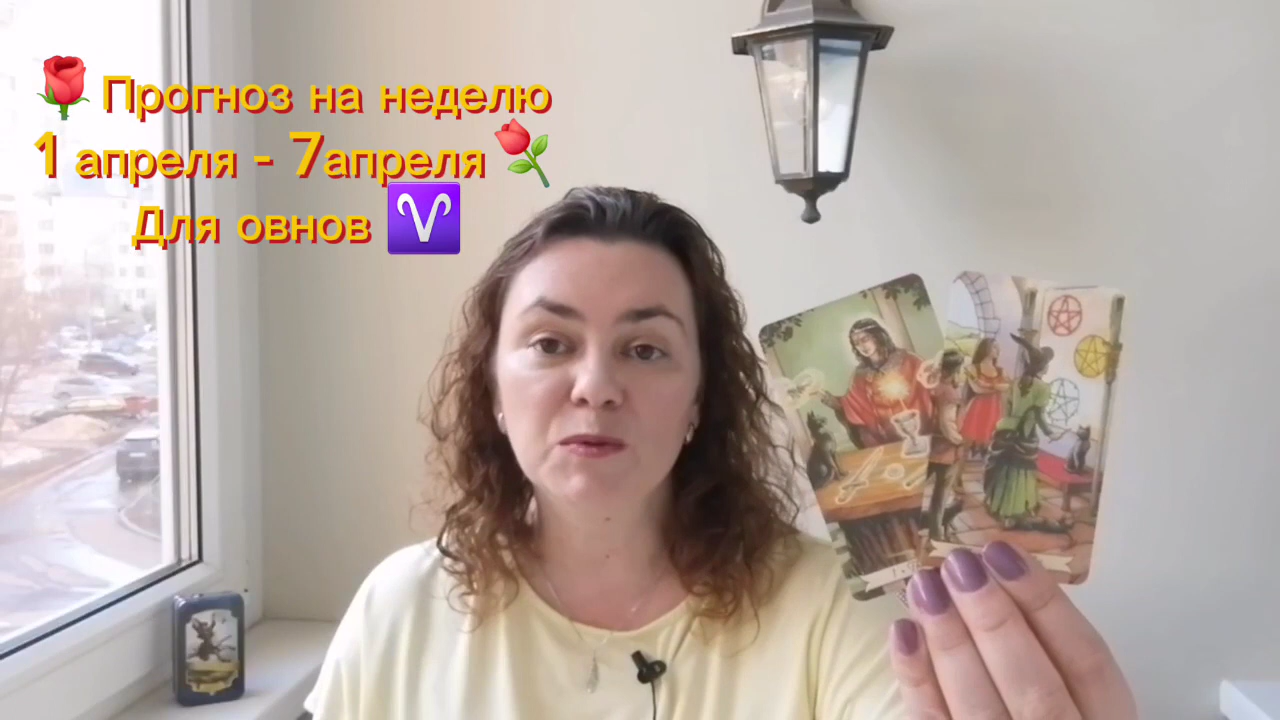 Прогноз на неделю
1 апреля - 7апреля
Для овнов ♈